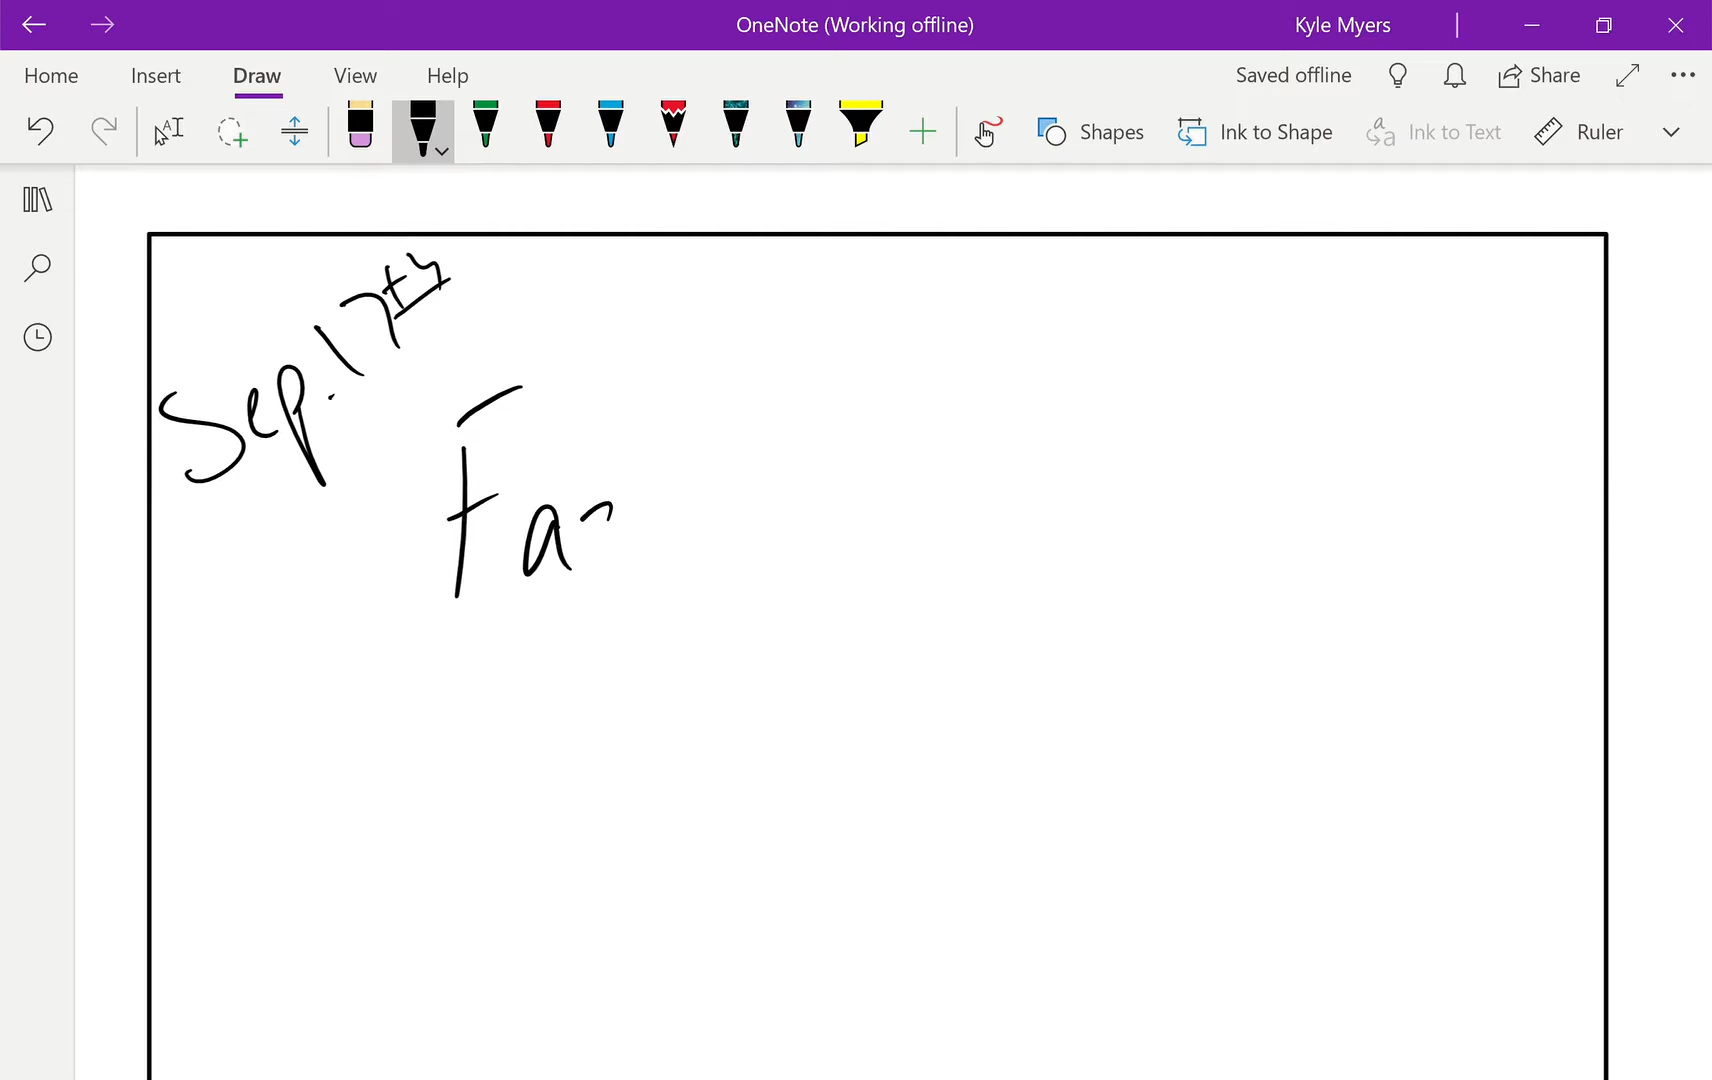 OneNote (Working offline)
Kyle Myers
Home Insert Draw View Help
Saved offline
Share
Shapes
Ink to Shape
Ink to Text
Ruler
Sep. 17th
Fa